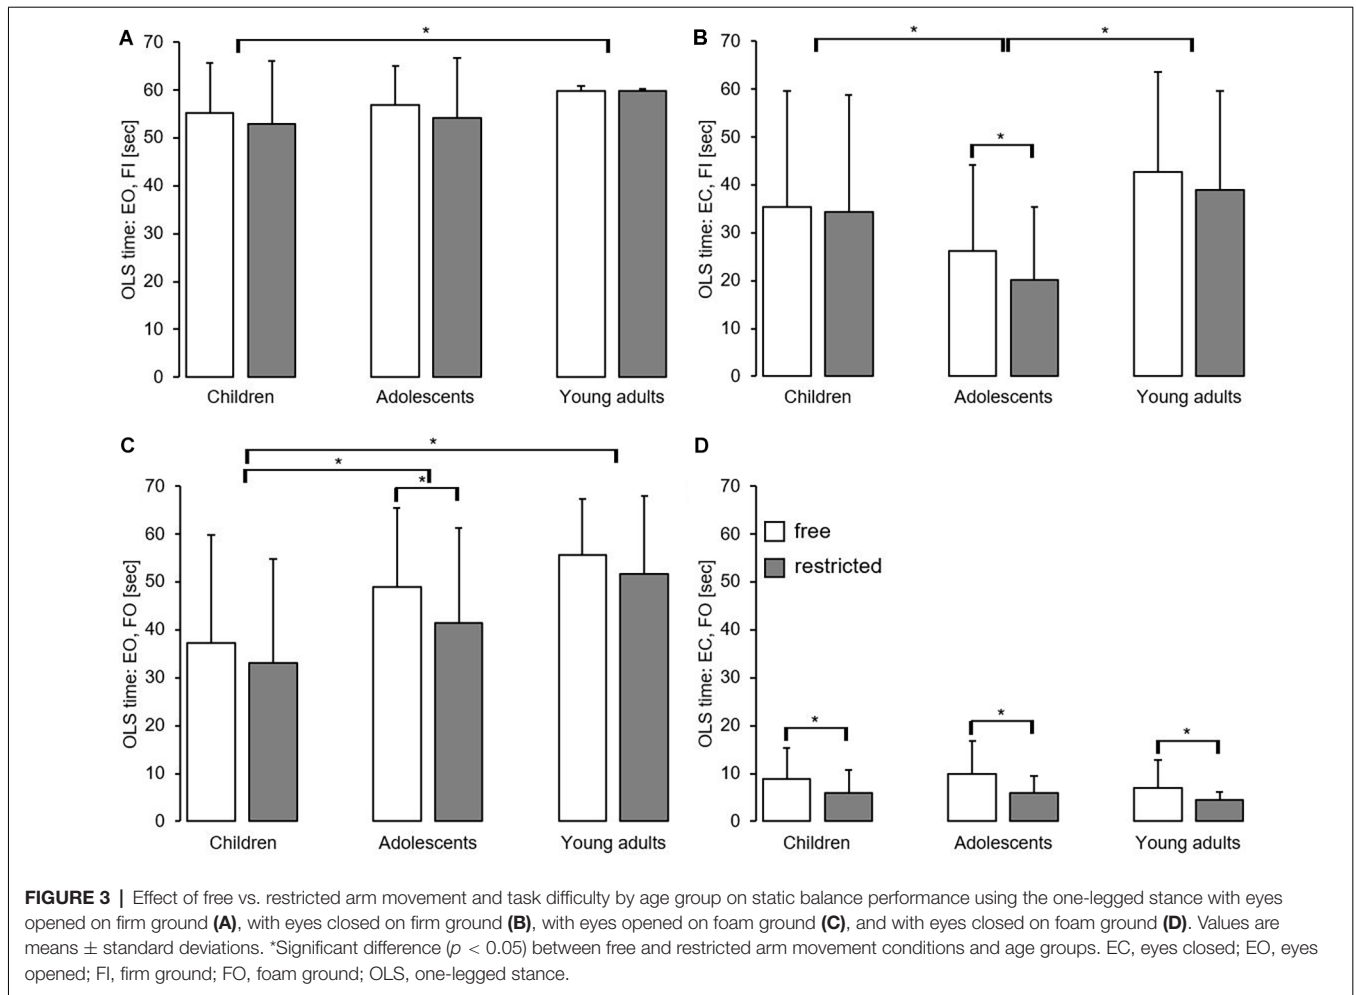 A
70
60
50
40
30
20
10
0
OLS time: EO, FI [sec]
*
Children
Adolescents
Young adults
B
70
60
50
40
30
20
10
0
OLS time: EC, FI [sec]
*
*
*
Children
Adolescents
Young adults
C
70
60
50
40
30
20
10
0
OLS time: EO, FO [sec]
*
*
*
Children
Adolescents
Young adults
D
70
60
50
40
30
20
10
0
OLS time: EC, FO [sec]
free
restricted
*
*
*
Children
Adolescents
Young adults
FIGURE 3 | Effect of free vs. restricted arm movement and task difficulty by age group on static balance performance using the one-legged stance with eyes
opened on firm ground (A), with eyes closed on firm ground (B), with eyes opened on foam ground (C), and with eyes closed on foam ground (D). Values are
means ± standard deviations. *Significant difference (p < 0.05) between free and restricted arm movement conditions and age groups. EC, eyes closed; EO, eyes
opened; FI, firm ground; FO, foam ground; OLS, one-legged stance.